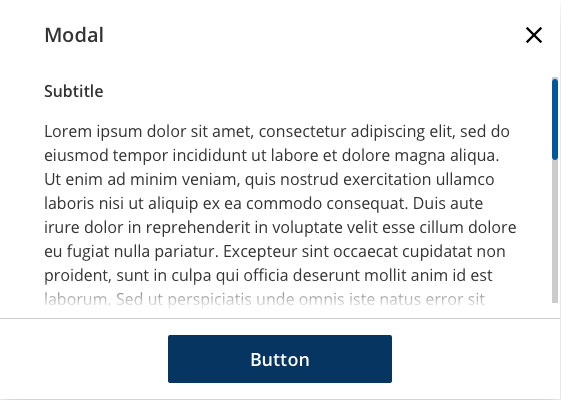 Modal
Subtitle
Lorem ipsum dolor sit amet, consectetur adipiscing elit, sed do
eiusmod tempor incididunt ut labore et dolore magna aliqua.
Ut enim ad minim veniam, quis nostrud exercitation ullamco
laboris nisi ut aliquip ex ea commodo consequat. Duis aute
irure dolor in reprehenderit in voluptate velit esse cillum dolore
eu fugiat nulla pariatur. Excepteur sint occaecat cupidatat non
proident, sunt in culpa qui officia deserunt mollit anim id est
laborum. Sed ut perspiciatis unde omnis iste natus error sit
Button